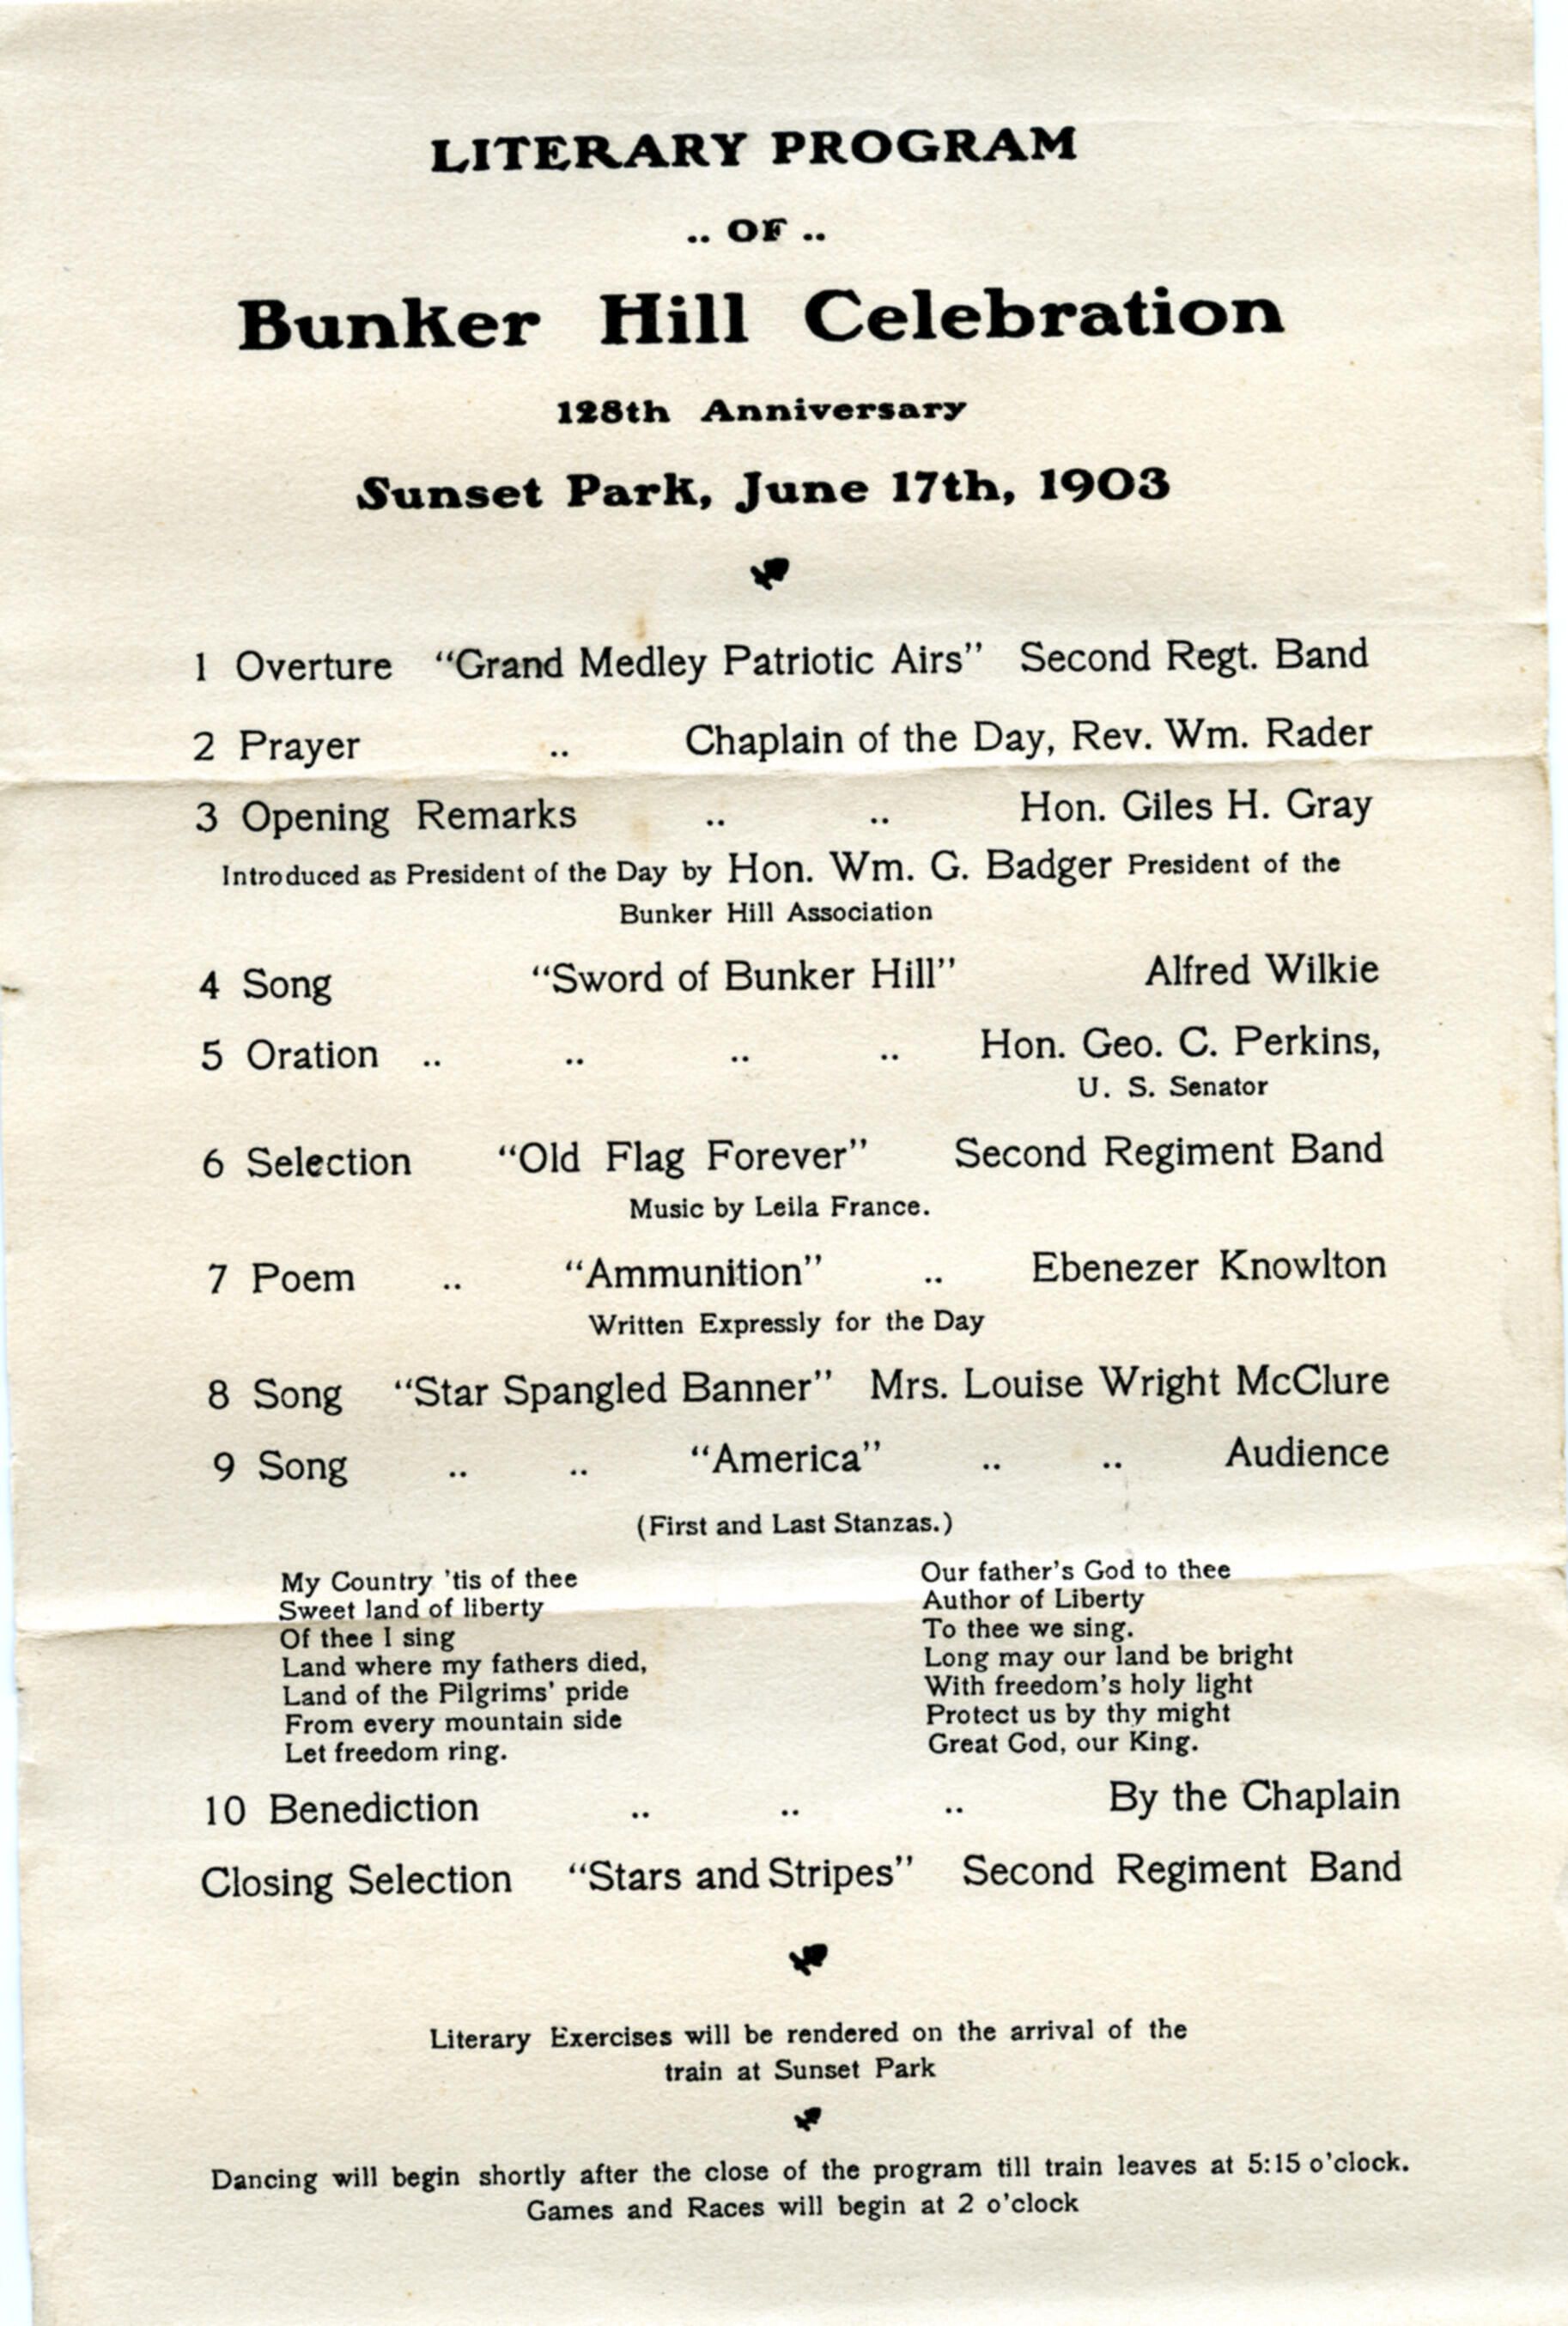 LITERARY PROGRAM
.. OF ..
Bunker Hill Celebration
128th Anniversary
Sunset Park, June 17th, 1903
1 Overture "Grand Medley Patriotic Airs" Second Regt. Band
2 Prayer .. Chaplain of the Day, Rev. Wm. Rader
3 Opening Remarks .. .. Hon. Giles H. Gray
Introduced as President of the Day by Hon. Wm. G. Badger President of the
Bunker Hill Association
4 Song "Sword of Bunker Hill" Alfred Wilkie
5 Oration .. .. .. .. Hon. Geo. C. Perkins,
U. S. Senator
6 Selection "Old Flag Forever" Second Regiment Band
Music by Leila France.
7 Poem .. "Ammunition" .. Ebenezer Knowlton
Written Expressly for the Day
8 Song "Star Spangled Banner" Mrs. Louise Wright McClure
9 Song .. .. "America" .. .. Audience
(First and Last Stanzas.)
My Country 'tis of thee
Sweet land of liberty
Of thee I sing
Land where my fathers died,
Land of the Pilgrims' pride
From every mountain side
Let freedom ring.
Our father's God to thee
Author of Liberty
To thee we sing.
Long may our land be bright
With freedom's holy light
Protect us by thy might
Great God, our King.
10 Benediction .. .. .. By the Chaplain
Closing Selection "Stars and Stripes" Second Regiment Band
Literary Exercises will be rendered on the arrival of the
train at Sunset Park
Dancing will begin shortly after the close of the program till train leaves at 5:15 o'clock.
Games and Races will begin at 2 o'clock